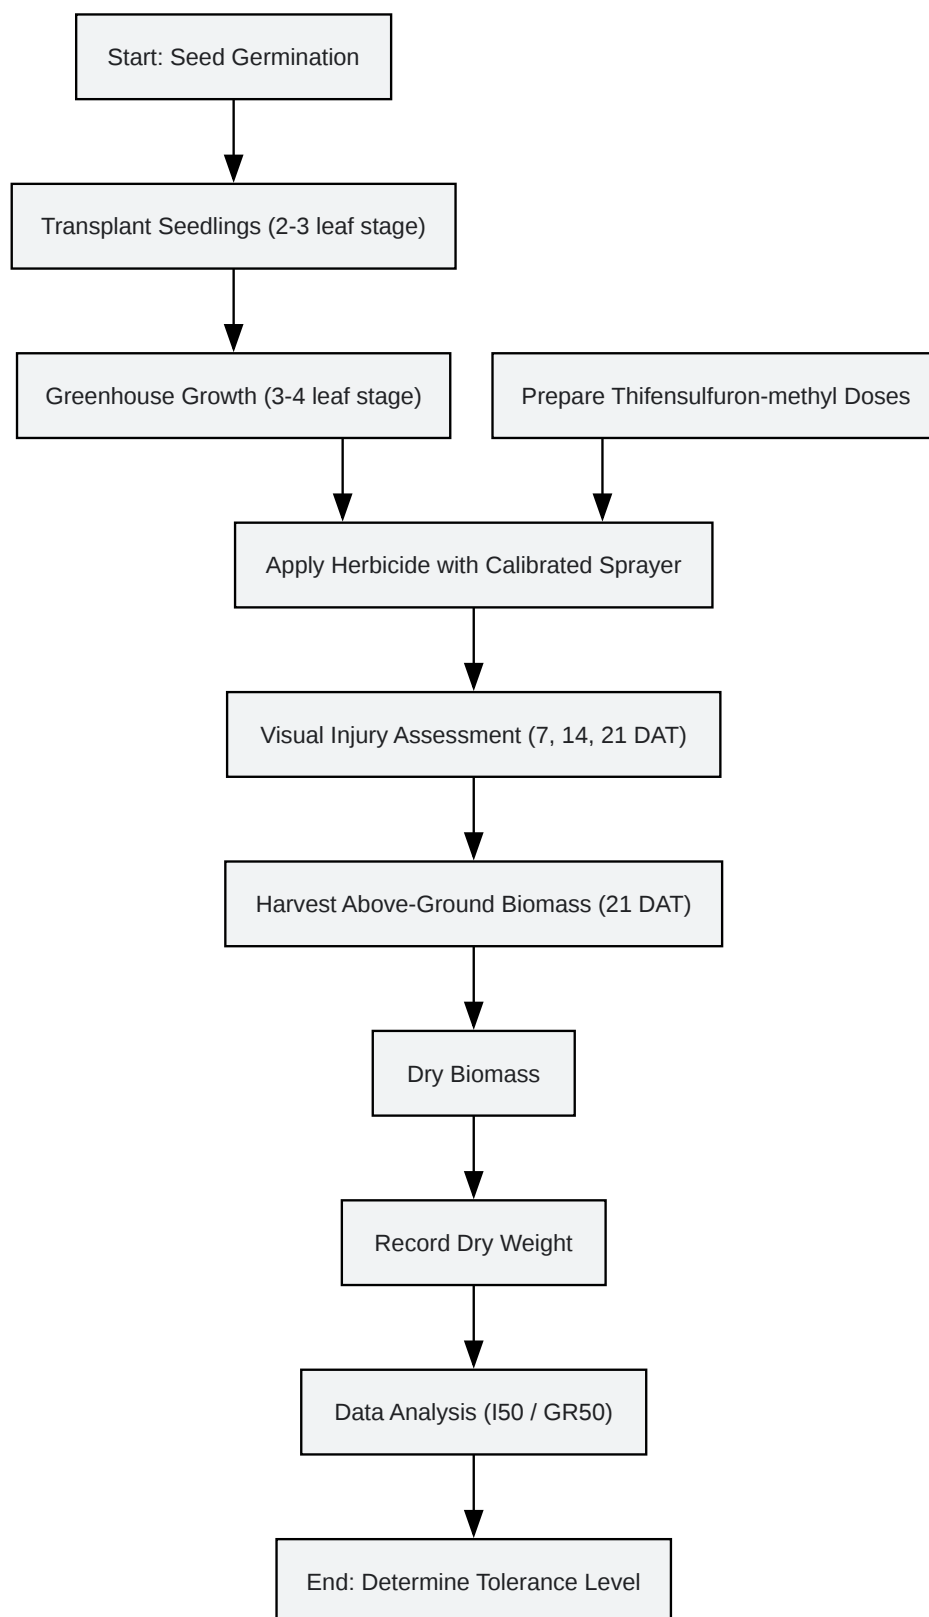 Start: Seed Germination
Transplant Seedlings (2-3 leaf stage)
Greenhouse Growth (3-4 leaf stage)
Prepare Thifensulfuron-methyl Doses
Apply Herbicide with Calibrated Sprayer
Visual Injury Assessment (7, 14, 21 DAT)
Harvest Above-Ground Biomass (21 DAT)
Dry Biomass
Record Dry Weight
Data Analysis (I50 / GR50)
End: Determine Tolerance Level